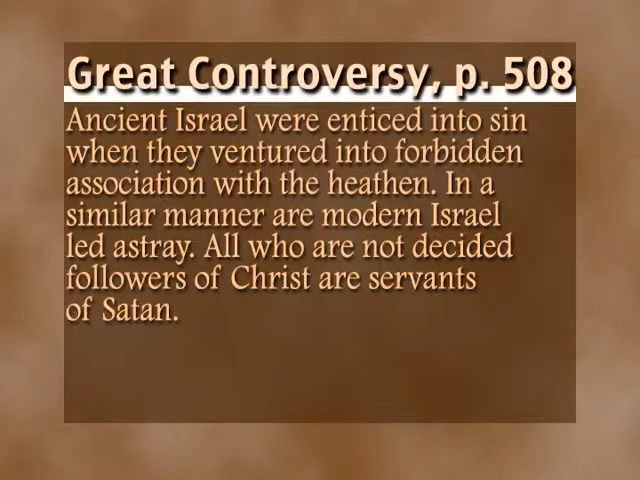 Great Controversy, p. 508
Ancient Israel were enticed into sin
when they ventured into forbidden
association with the heathen. In a
similar manner are modern Israel
led astray. All who are not decided
followers of Christ are servants
of Satan.